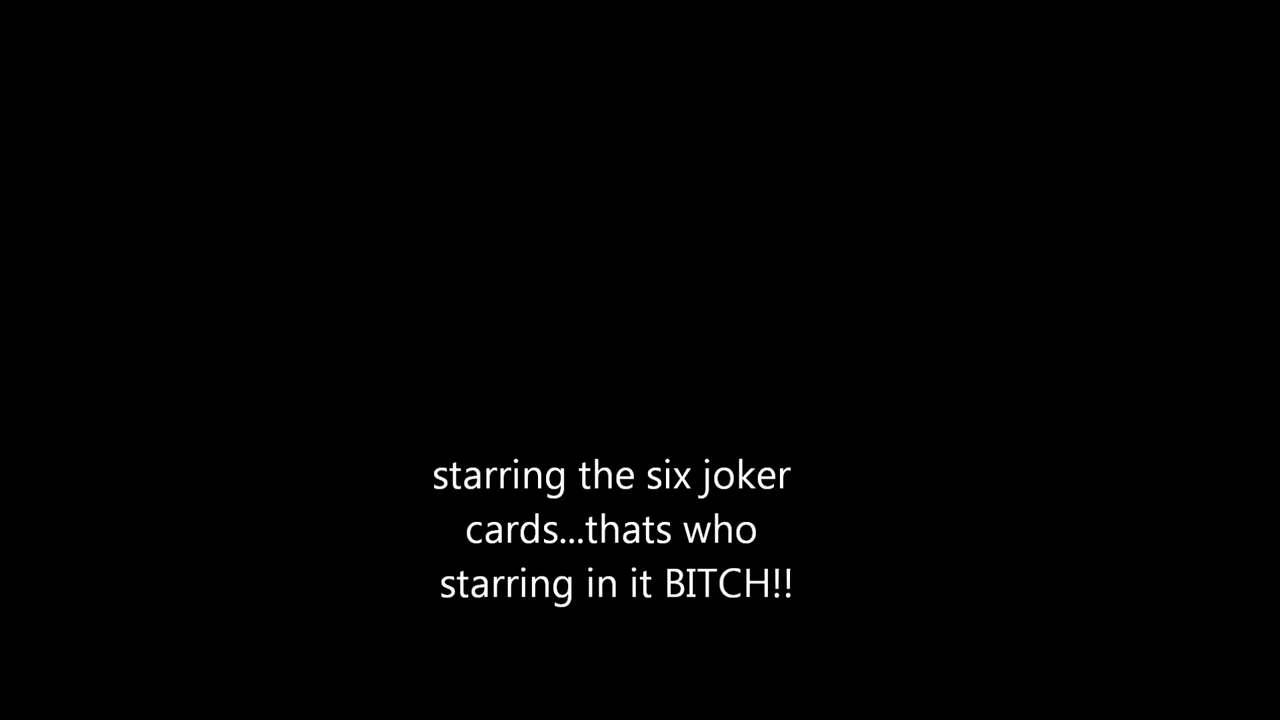 starring the six joker
cards...thats who
starring in it BITCH!!